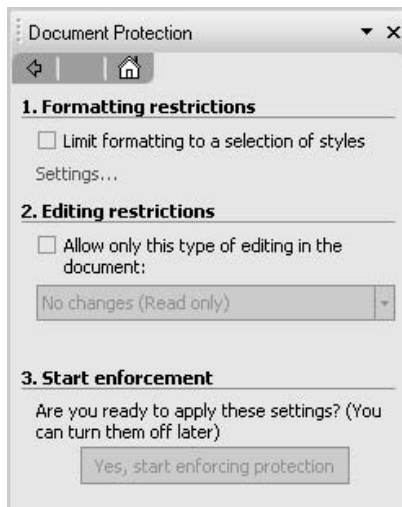 Document Protection
1. Formatting restrictions
Limit formatting to a selection of styles
Settings...
2. Editing restrictions
Allow only this type of editing in the
document:
No changes (Read only)
3. Start enforcement
Are you ready to apply these settings? (You
can turn them off later)
Yes, start enforcing protection